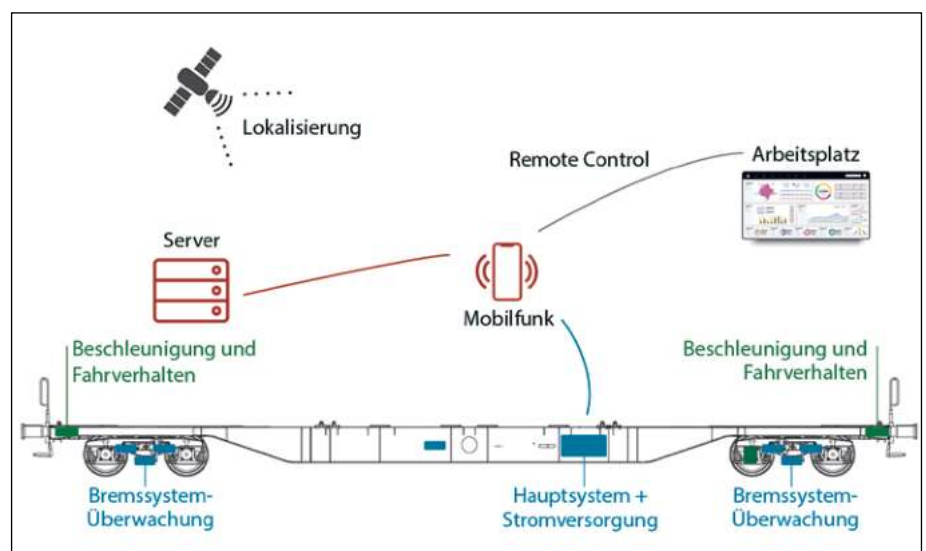 Lokalisierung
Remote Control
Arbeitsplatz
Server
Mobilfunk
Beschleunigung und
Fahrverhalten
Beschleunigung und
Fahrverhalten
Bremssystem-
Überwachung
Hauptsystem +
Stromversorgung
Bremssystem-
Überwachung